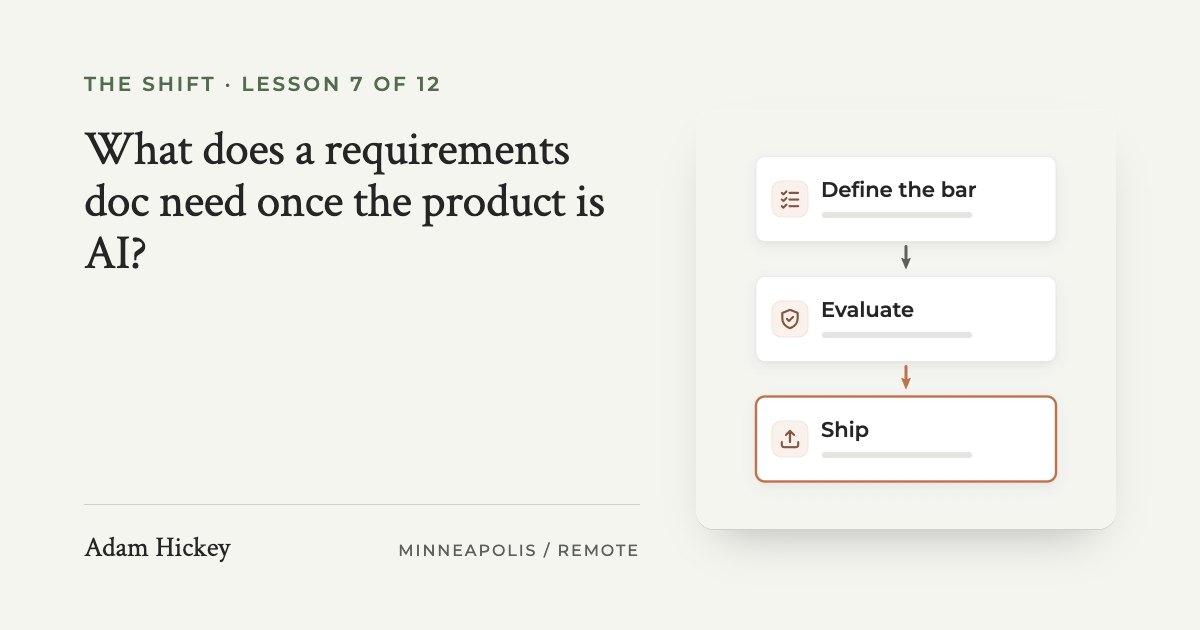 THE SHIFT · LESSON 7 OF 12
What does a requirements
doc need once the product is
AI?
Define the bar
Evaluate
Ship
Adam Hickey
MINNEAPOLIS / REMOTE